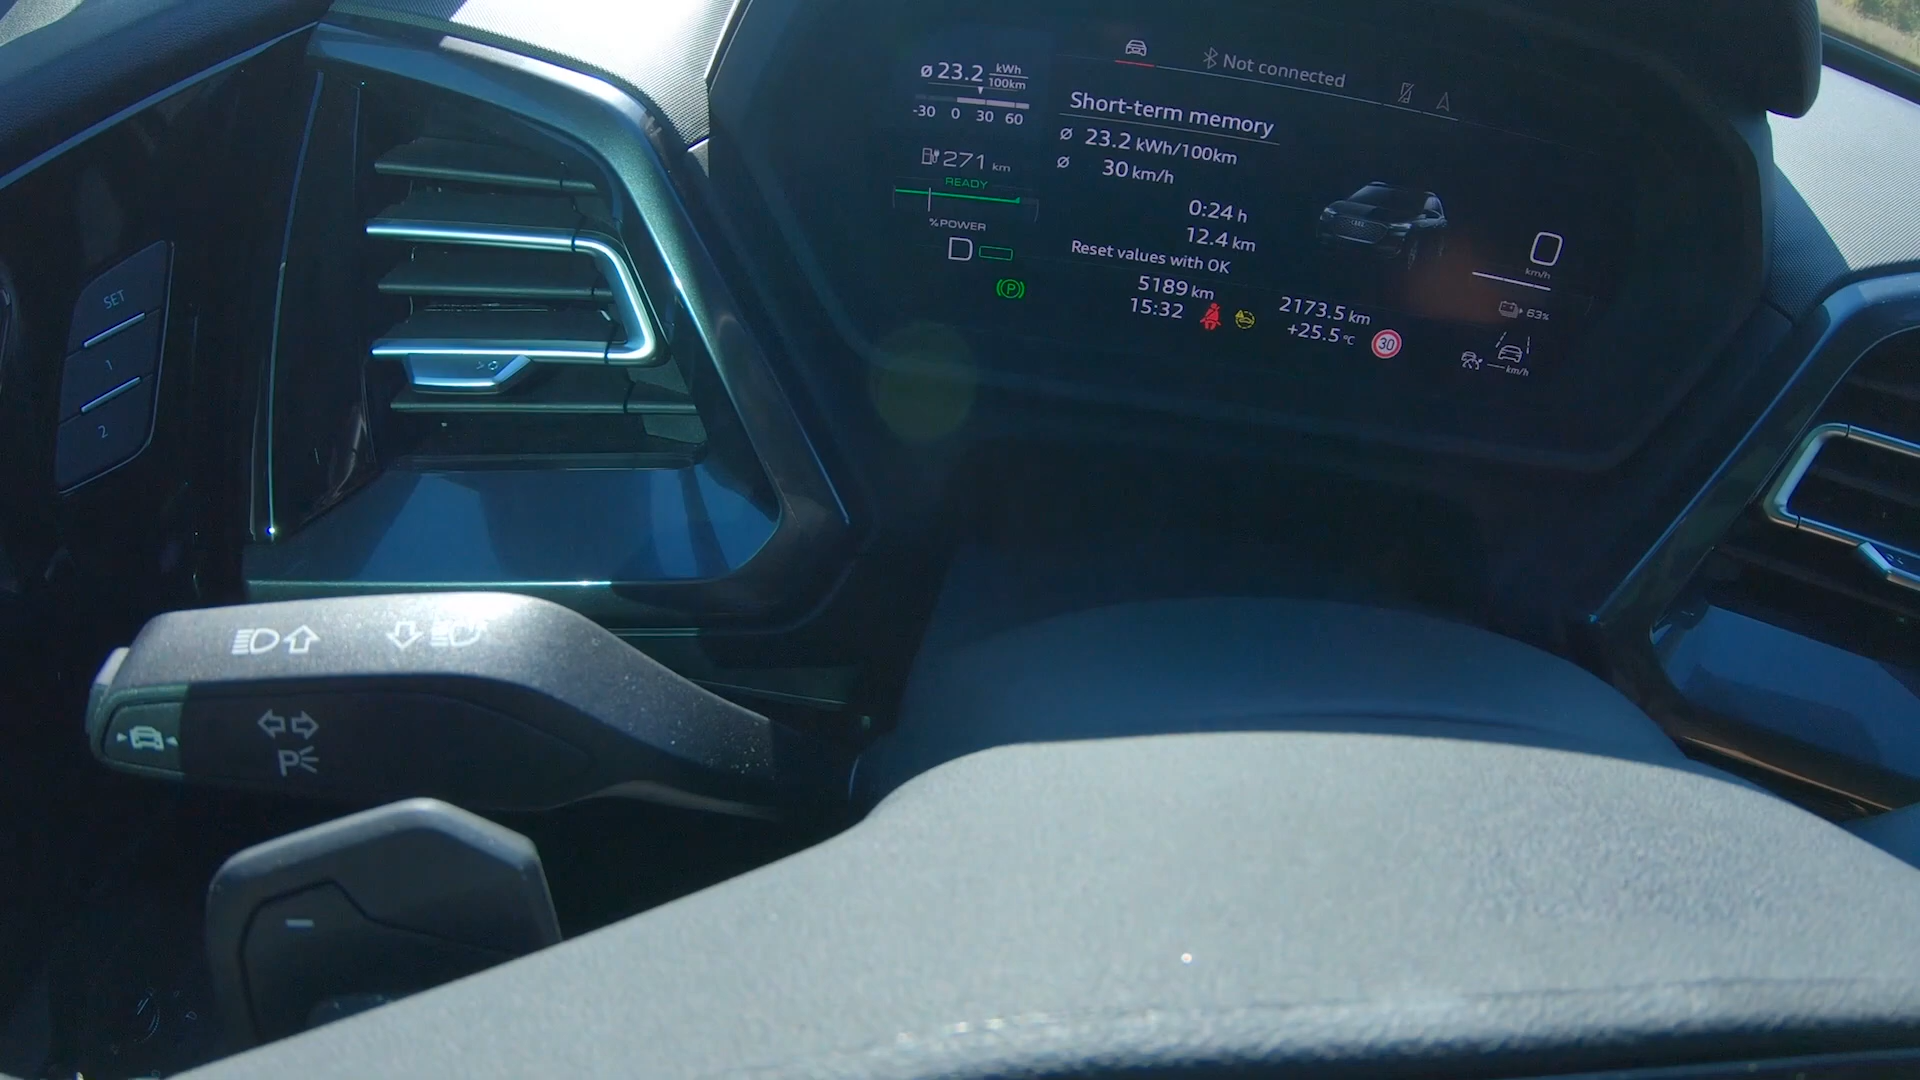 Not connected
ø 23.2 kWh
100km
-30 0 30 60
271 km
READY
%POWER
D
P
Short-term memory
ø 23.2 kWh/100km
ø 30 km/h
0:24 h
12.4 km
Reset values with OK
5189 km
15:32
2173.5 km
+25.5 °C
30
0
km/h
63%
km/h
SET
1
2
P